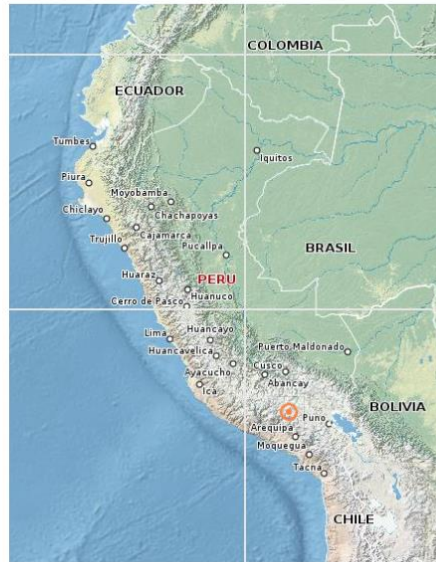 COLOMBIA
ECUADOR
Tumbes
Iquitos
Piura
Moyobamba
Chachapoyas
Chiclayo
Cajamarca
Trujillo
BRASIL
Pucallpa
Huaraz
PERU
Huanuco
Cerro de Pasco
Lima
Huancayo
Puerto Maldonado
Huancavelica
Cusco
Abancay
Ayacucho
Ica
BOLIVIA
Puno
Arequipa
Moquegua
Tacna
CHILE